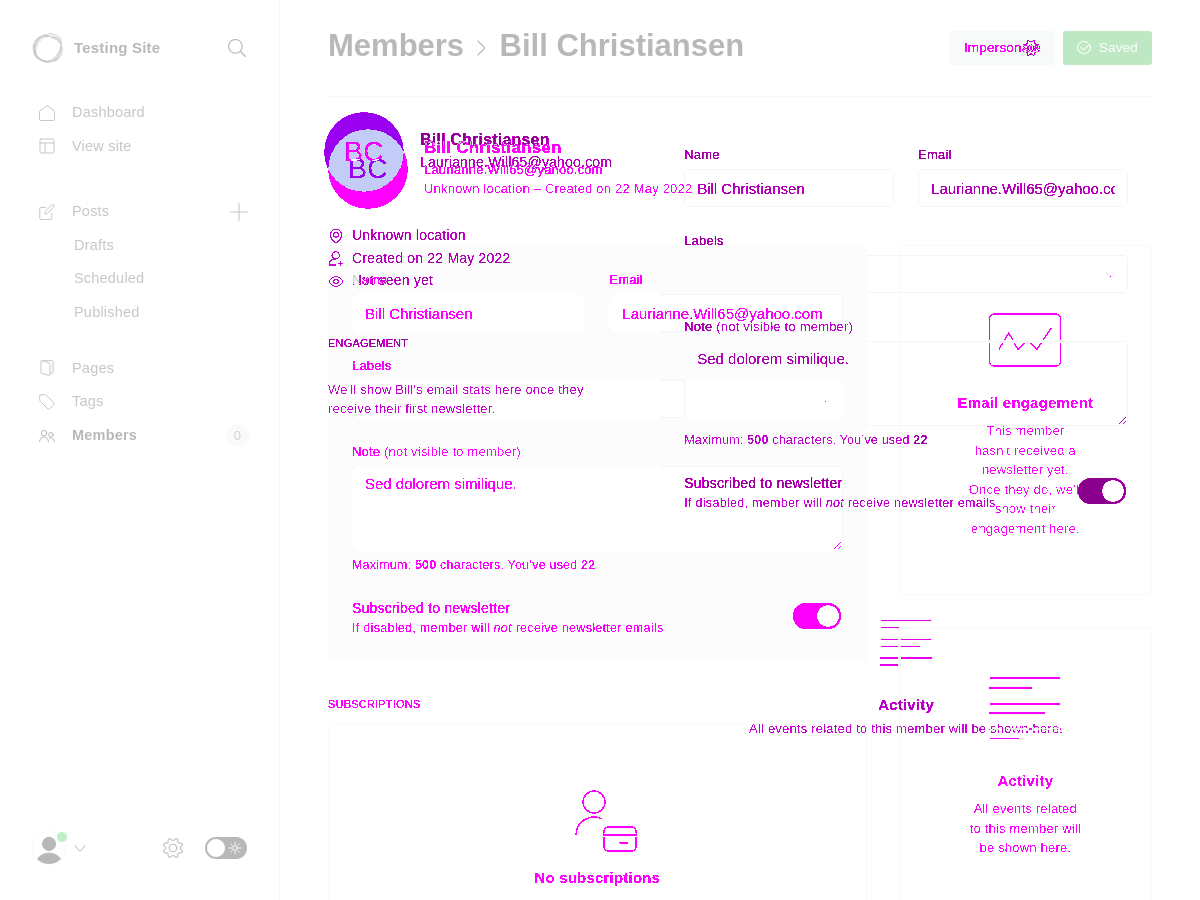 Testing Site
Members > Bill Christiansen
Saved
Dashboard
View site
Posts
Drafts
Scheduled
Published
Pages
Tags
Members
0
BC
BC
Bill Christiansen
Laurianne.Will65@yahoo.com
Bill Christiansen
Laurianne.Will65@yahoo.com
Unknown location – Created on 22 May 2022
Name
Bill Christiansen
Email
Laurianne.Will65@yahoo.cc
Unknown location
Created on 22 May 2022
seen yet
Labels
Email
Bill Christiansen
Laurianne.Will65@yahoo.com
Note (not visible to member)
Sed dolorem similique.
ENGAGEMENT
Labels
We'll show Bill's email stats here once they
receive their first newsletter.
Maximum: 500 characters. You've used 22
Note (not visible to member)
Sed dolorem similique.
Subscribed to newsletter
If disabled, member will not receive newsletter emails
Maximum: 500 characters. You've used 22
Subscribed to newsletter
If disabled, member will not receive newsletter emails
Email engagement
This member
hasn't received a
newsletter yet.
Once they do, we'll
show their
engagement here.
SUBSCRIPTIONS
Activity
All events related to this member will be shown here.
No subscriptions
Activity
All events related
to this member will
be shown here.